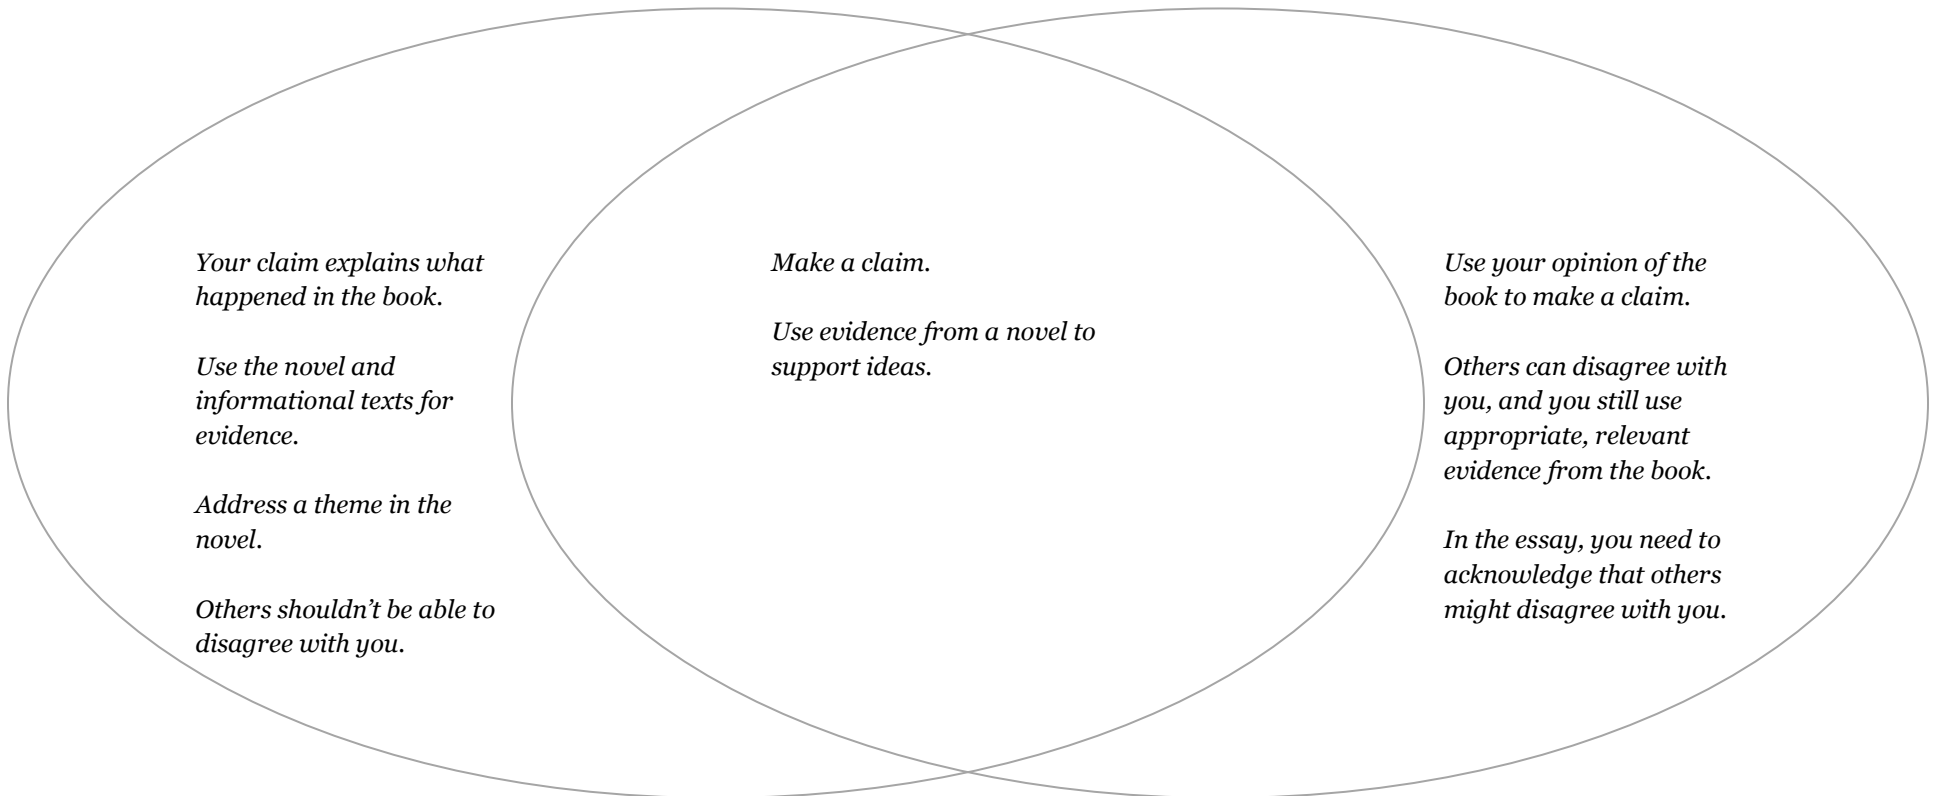 Your claim explains what
happened in the book.
Use the novel and
informational texts for
evidence.
Address a theme in the
novel.
Others shouldn’t be able to
disagree with you.
Make a claim.
Use evidence from a novel to
support ideas.
Use your opinion of the
book to make a claim.
Others can disagree with
you, and you still use
appropriate, relevant
evidence from the book.
In the essay, you need to
acknowledge that others
might disagree with you.